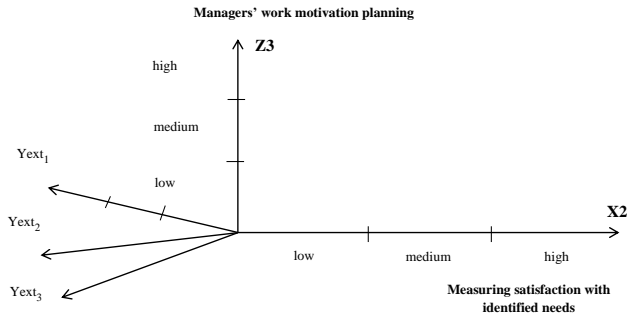 Managers' work motivation planning
Z3
high
medium
Yext1
low
Yext2
X2
low medium high
Yext3
Measuring satisfaction with
identified needs